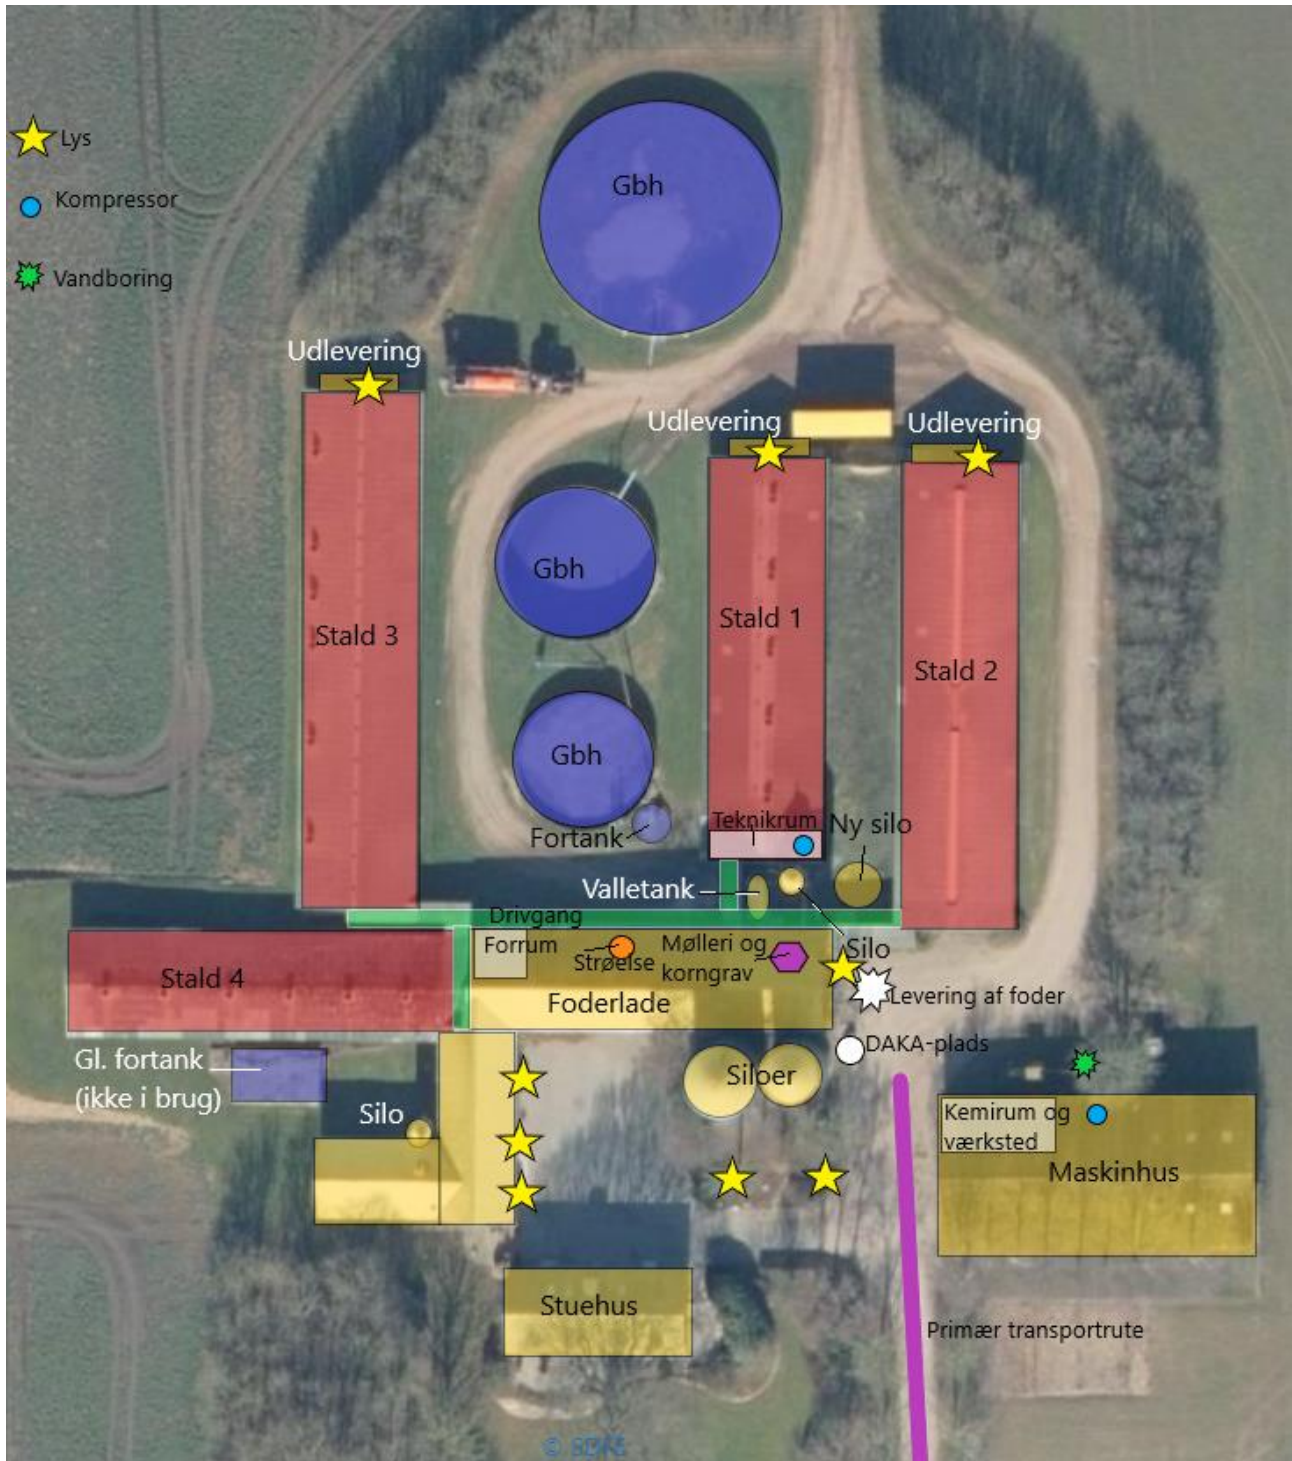 Lys
Kompressor
Vandboring
Gbh
Udlevering
Udlevering
Udlevering
Gbh
Stald 3
Stald 1
Stald 2
Gbh
Fortank
Teknikrum
Ny silo
Valletank
Drivgang
Forrum
Strøelse
Mølleri og
korngrav
Silo
Stald 4
Foderlade
Levering af foder
DAKA-plads
Gl. fortank
(ikke i brug)
Siloer
Silo
Kemirum og
værksted
Maskinhus
Stuehus
Primær transportrute
© SDFE